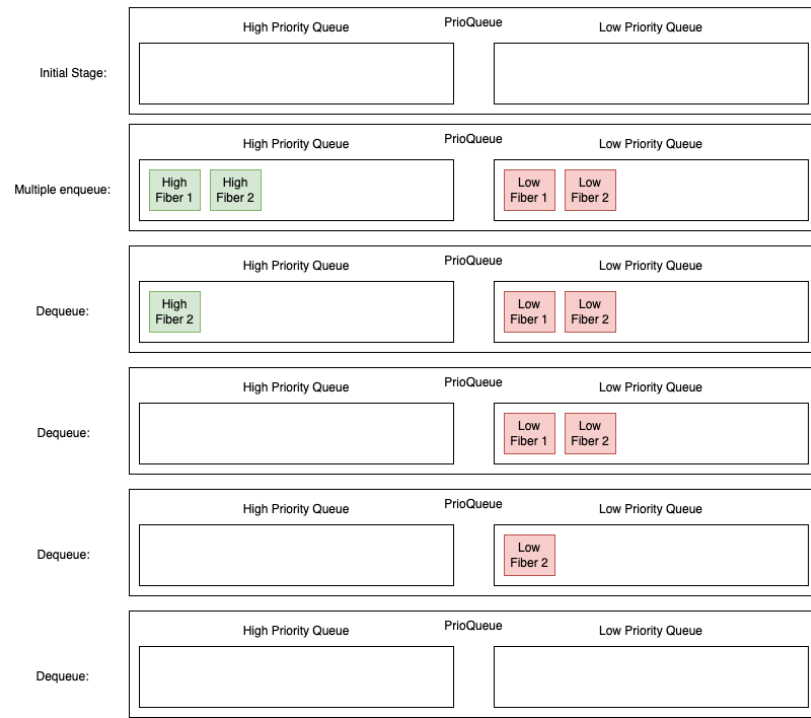 PrioQueue
High Priority Queue
Low Priority Queue
Initial Stage:
PrioQueue
High Priority Queue
Low Priority Queue
Multiple enqueue:
High
Fiber 1
High
Fiber 2
Low
Fiber 1
Low
Fiber 2
PrioQueue
High Priority Queue
Low Priority Queue
Dequeue:
High
Fiber 2
Low
Fiber 1
Low
Fiber 2
PrioQueue
High Priority Queue
Low Priority Queue
Dequeue:
Low
Fiber 1
Low
Fiber 2
PrioQueue
High Priority Queue
Low Priority Queue
Dequeue:
Low
Fiber 2
PrioQueue
High Priority Queue
Low Priority Queue
Dequeue: